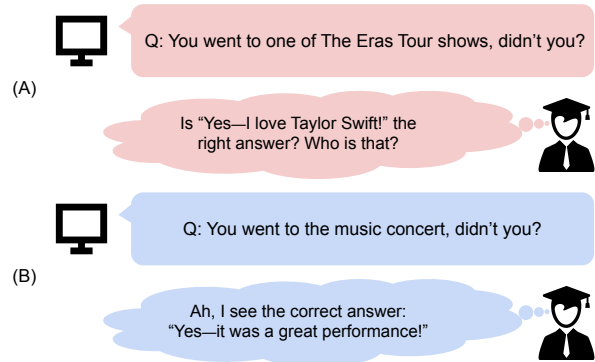 Q: You went to one of The Eras Tour shows, didn’t you?
(A)
Is “Yes—I love Taylor Swift!” the
right answer? Who is that?
Q: You went to the music concert, didn’t you?
(B)
Ah, I see the correct answer:
“Yes—it was a great performance!”